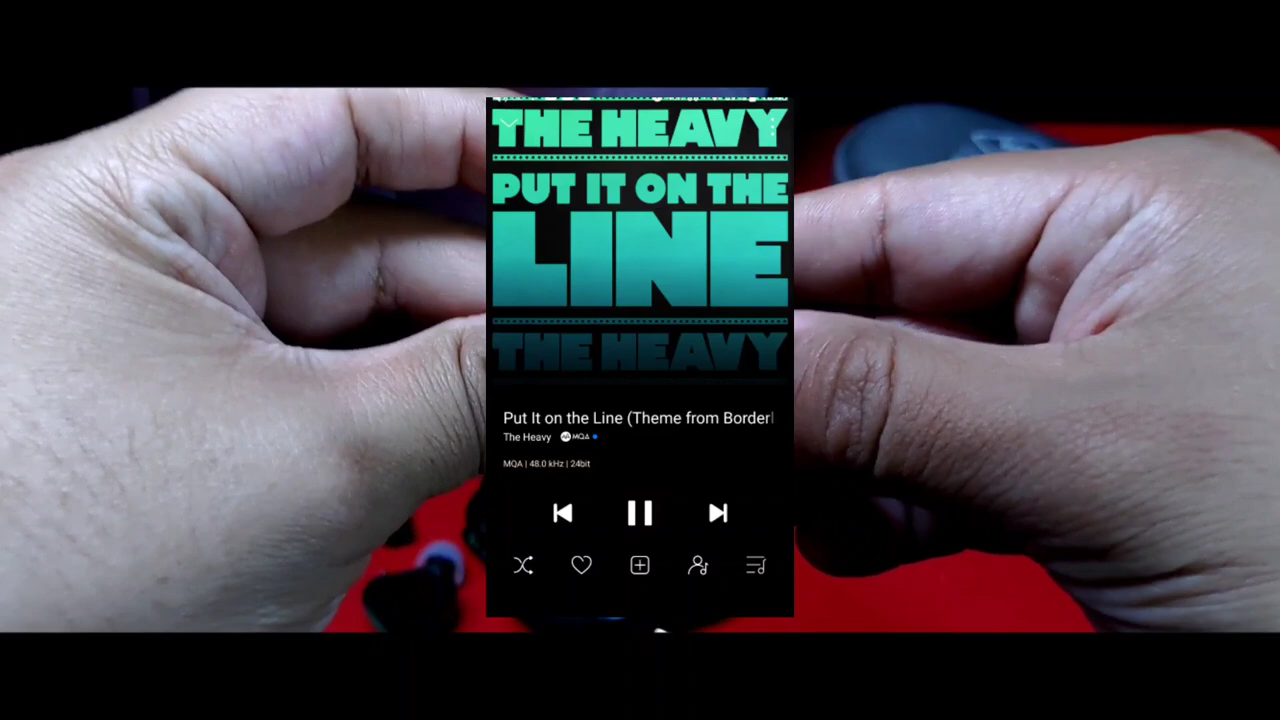 THE HEAVY
PUT IT ON THE
LINE
THE HEAVY
Put It on the Line (Theme from Border
The Heavy MQA
MQA | 48.0 kHz | 24bit